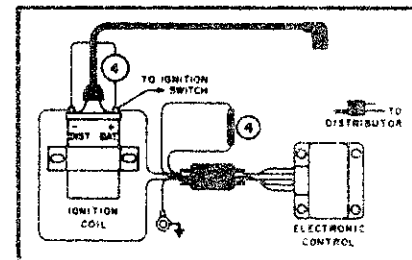 4
TO IGNITION
SWITCH
- +
DIST BAT
4
TO
DISTRIBUTOR
IGNITION
COIL
ELECTRONIC
CONTROL